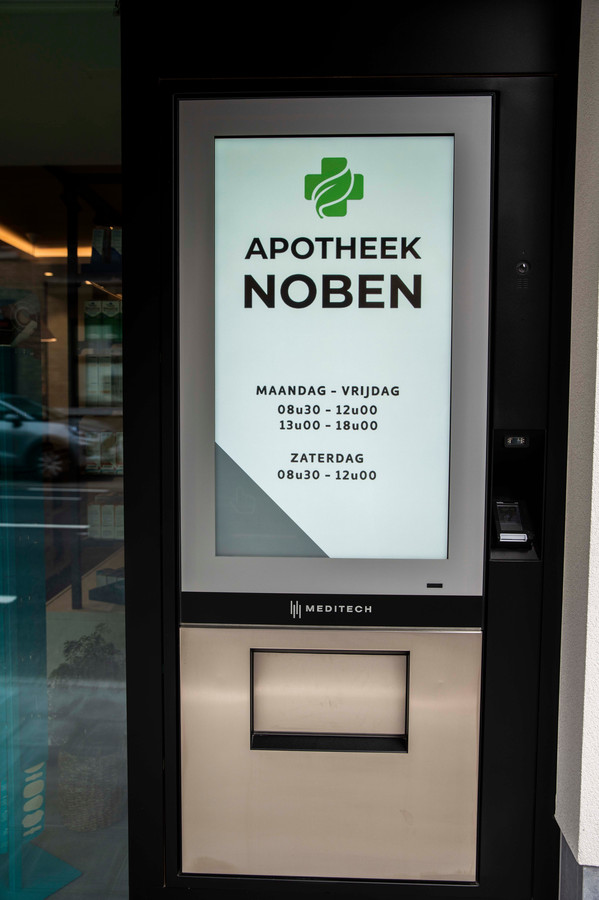 APOTHEEK
NOBEN
MAANDAG - VRIJDAG
08u30 - 12u00
13u00 - 18u00
ZATERDAG
08u30 - 12u00
MEDITECH